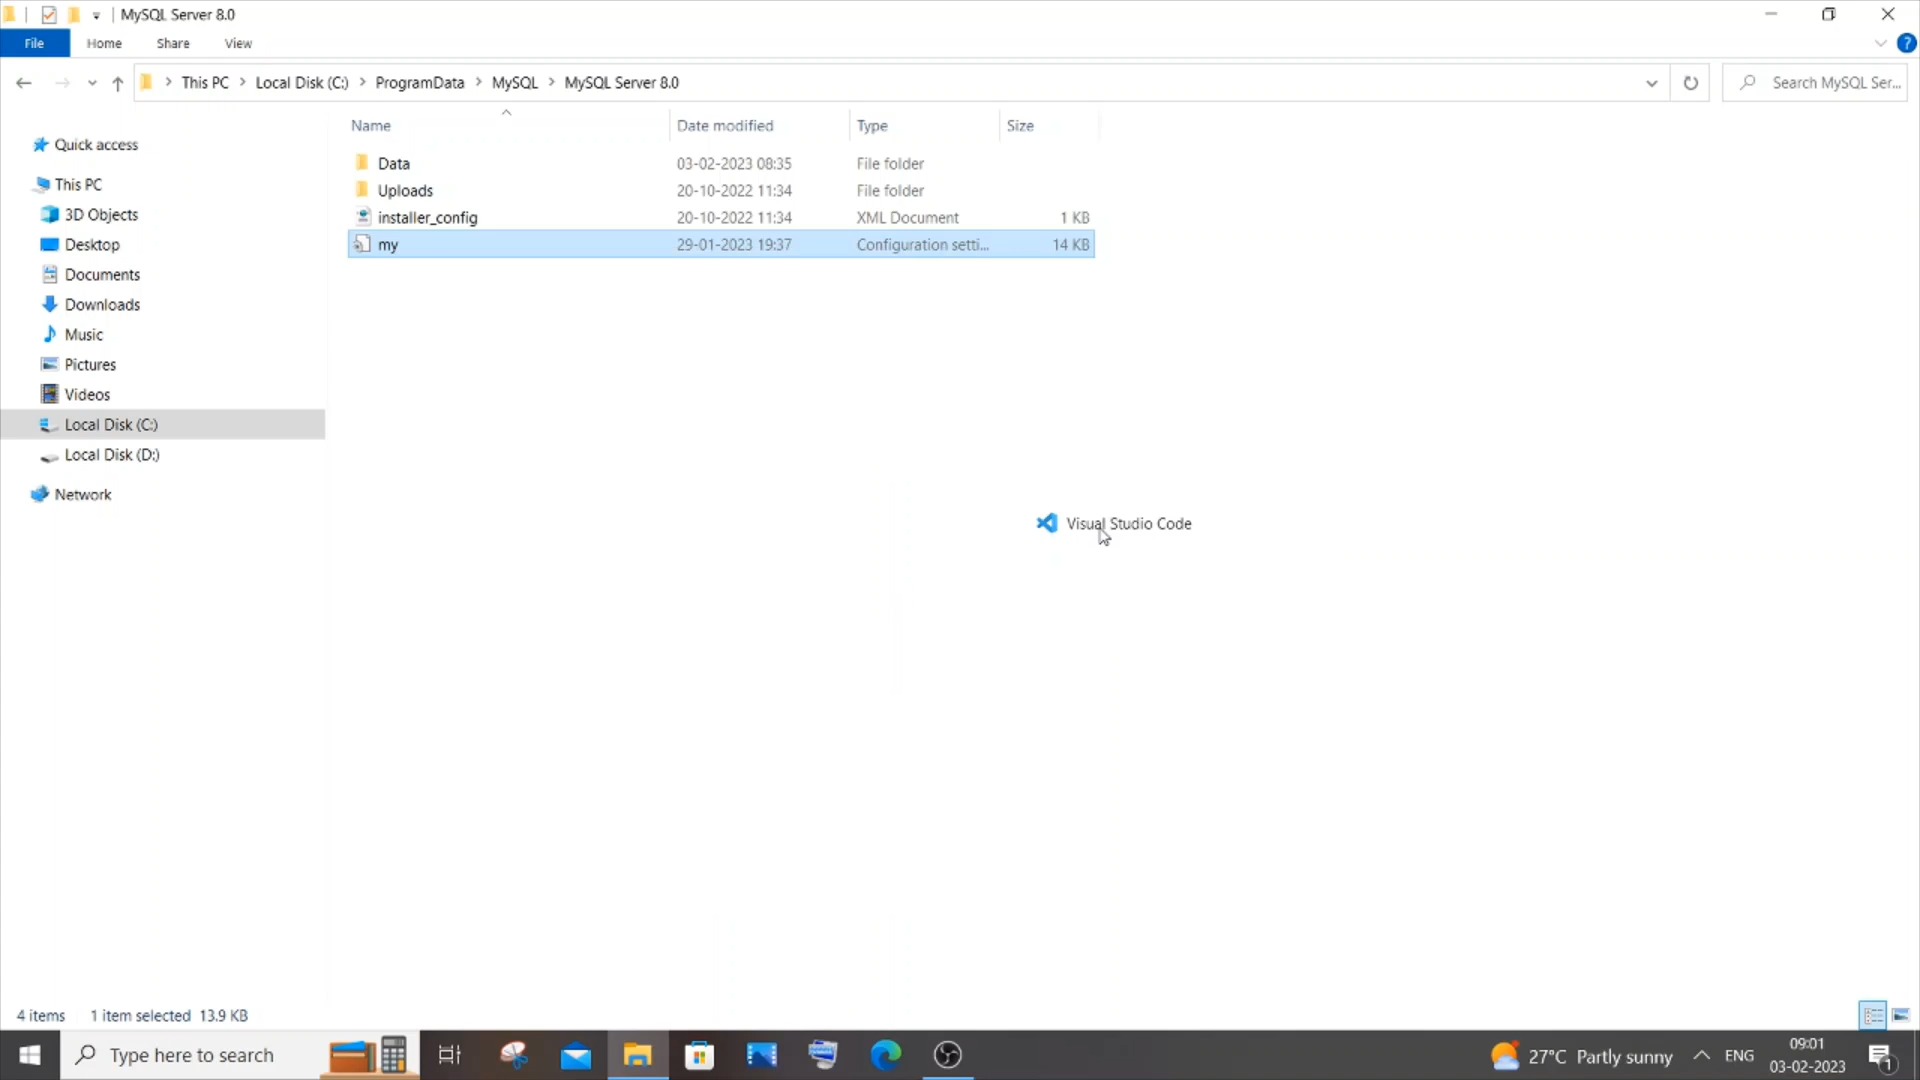 MySQL Server 8.0
File Home Share View
This PC Local Disk (C:) ProgramData MySQL MySQL Server 8.0
Search MySQL Ser...
Name Date modified Type Size
Data 03-02-2023 08:35 File folder
Uploads 20-10-2022 11:34 File folder
installer_config 20-10-2022 11:34 XML Document 1 KB
my 29-01-2023 19:37 Configuration setti... 14 KB
Quick access
This PC
3D Objects
Desktop
Documents
Downloads
Music
Pictures
Videos
Local Disk (C:)
Local Disk (D:)
Network
Visual Studio Code
4 items 1 item selected 13.9 KB
Type here to search
27°C Partly sunny
ENG
09:01
03-02-2023
1